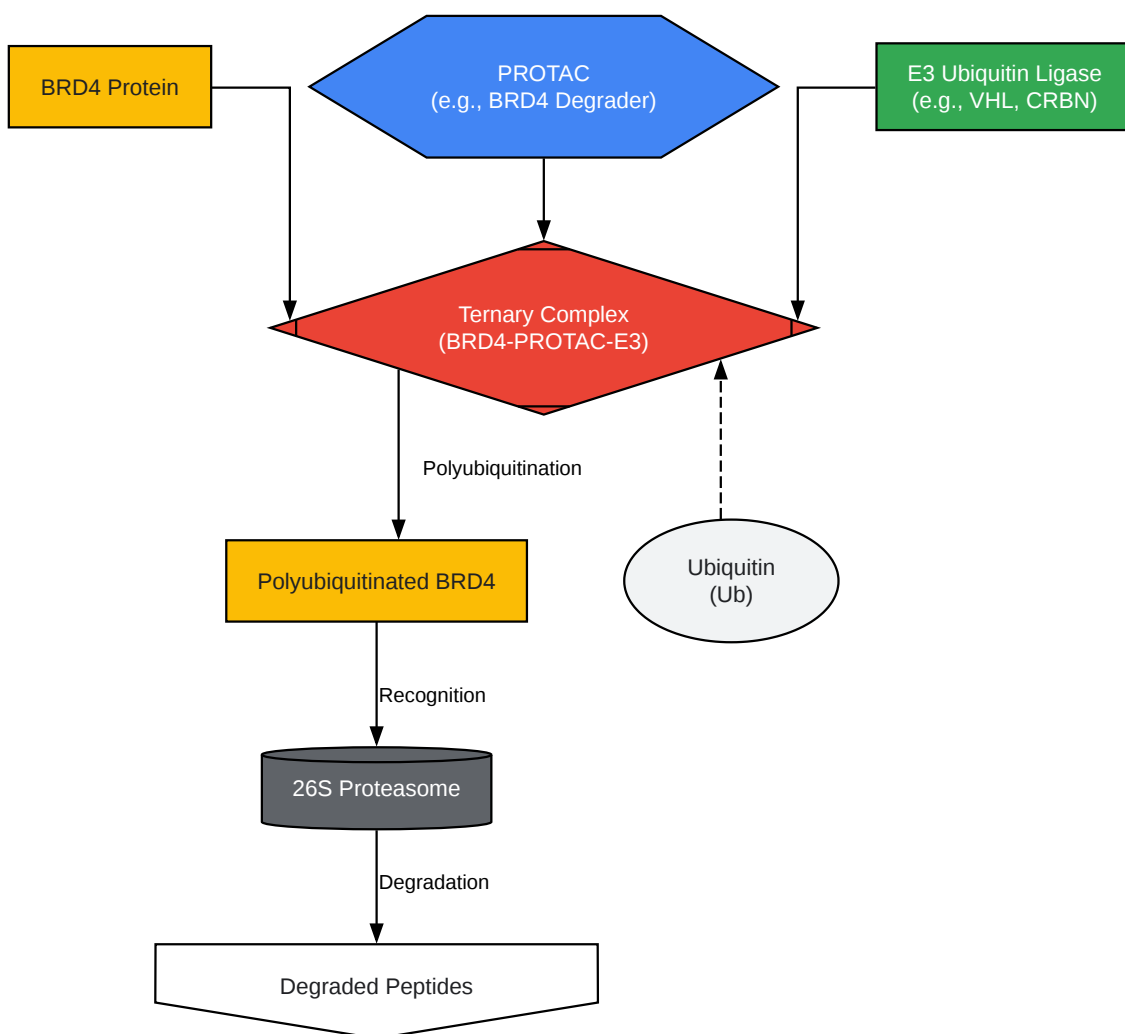 BRD4 Protein
PROTAC
(e.g., BRD4 Degrader)
E3 Ubiquitin Ligase
(e.g., VHL, CRBN)
Ternary Complex
(BRD4-PROTAC-E3)
Polyubiquitination
Polyubiquitinated BRD4
Ubiquitin
(Ub)
Recognition
26S Proteasome
Degradation
Degraded Peptides